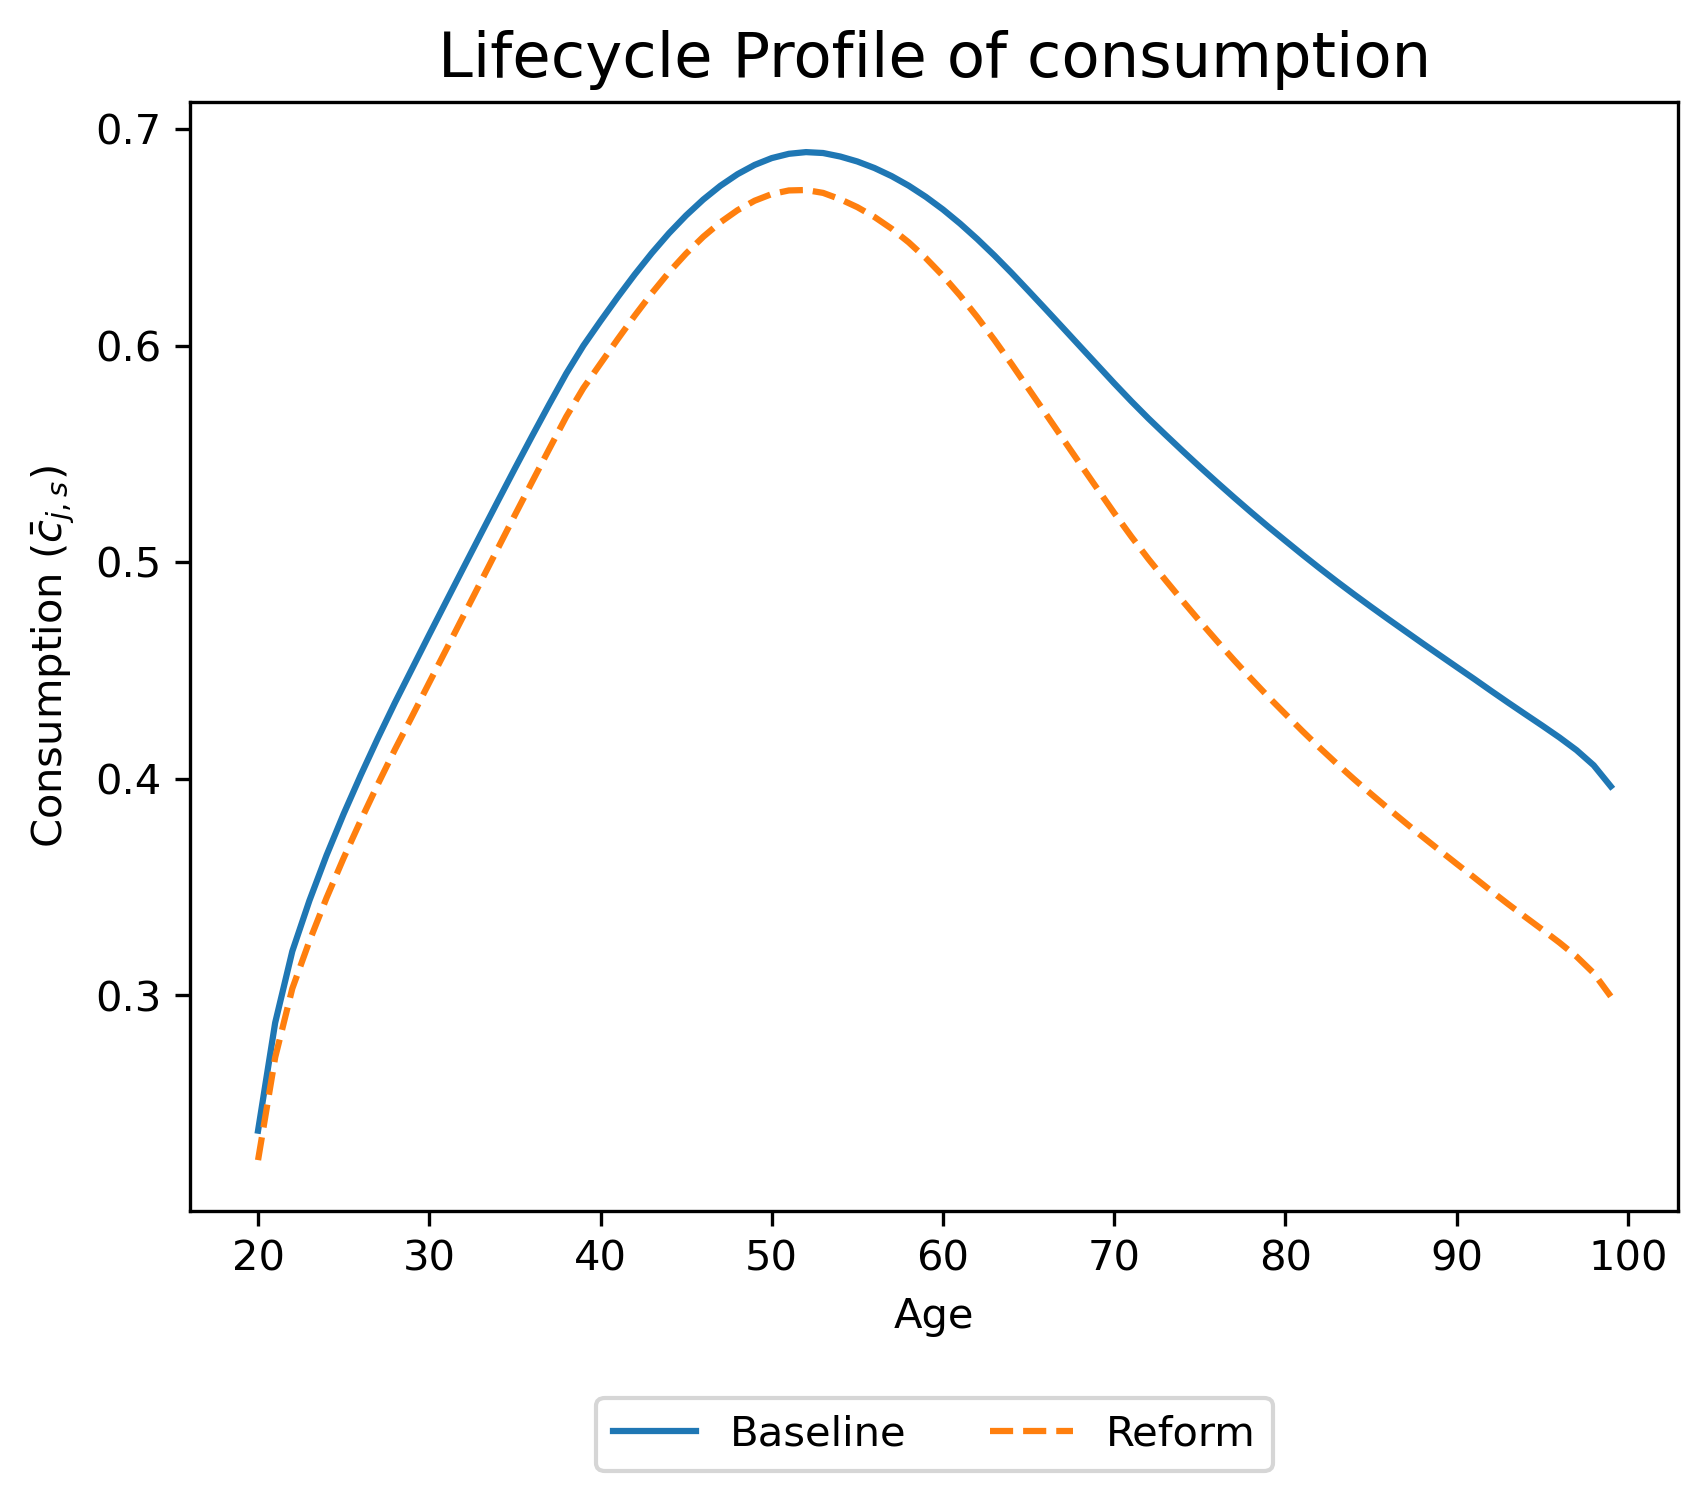 Lifecycle Profile of consumption
0.7
0.6
0.5
0.4
0.3
Consumption (c̄_{j,s})
20 30 40 50 60 70 80 90 100
Age
Baseline Reform